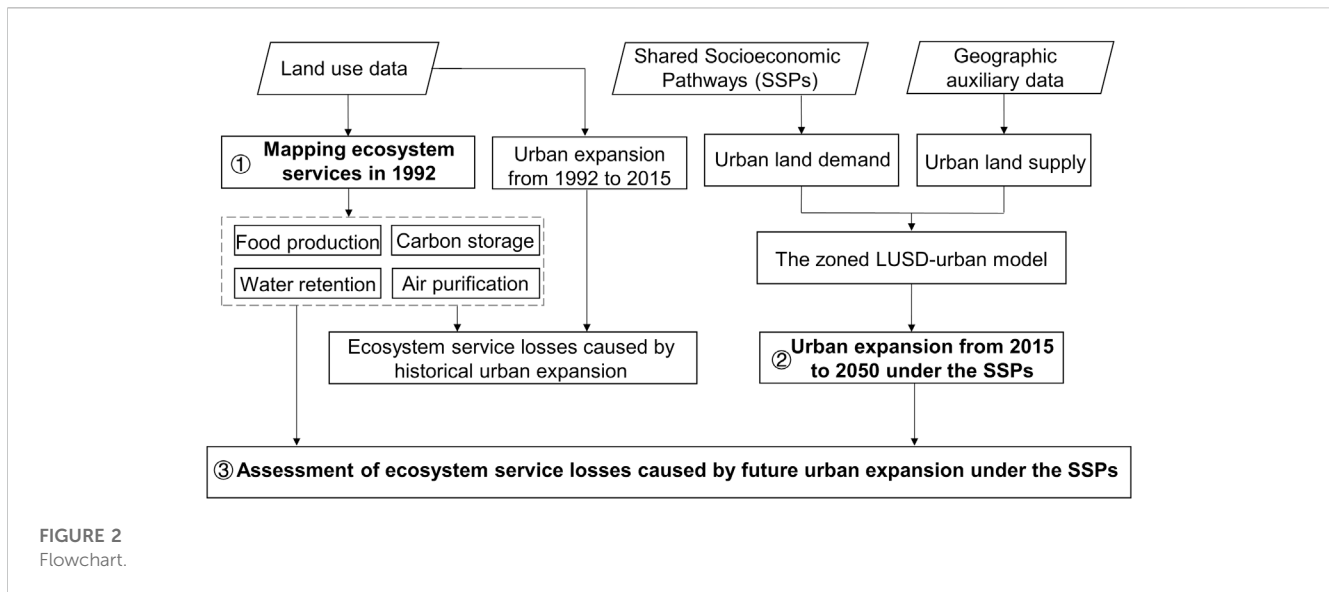 Land use data
Shared Socioeconomic
Pathways (SSPs)
Geographic
auxiliary data
① Mapping ecosystem
services in 1992
Urban expansion
from 1992 to 2015
Urban land demand
Urban land supply
Food production
Carbon storage
Water retention
Air purification
The zoned LUSD-urban model
Ecosystem service losses caused by
historical urban expansion
② Urban expansion from 2015
to 2050 under the SSPs
③ Assessment of ecosystem service losses caused by future urban expansion under the SSPs
FIGURE 2
Flowchart.